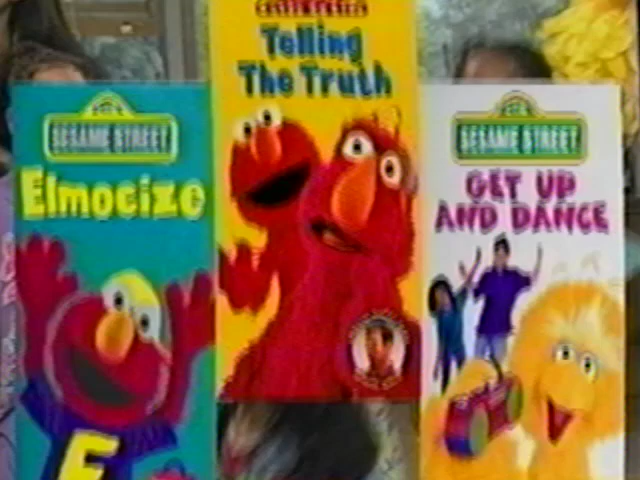 SESAME STREET
Elmocize
Telling
The Truth
SESAME STREET
GET UP
AND DANCE
E